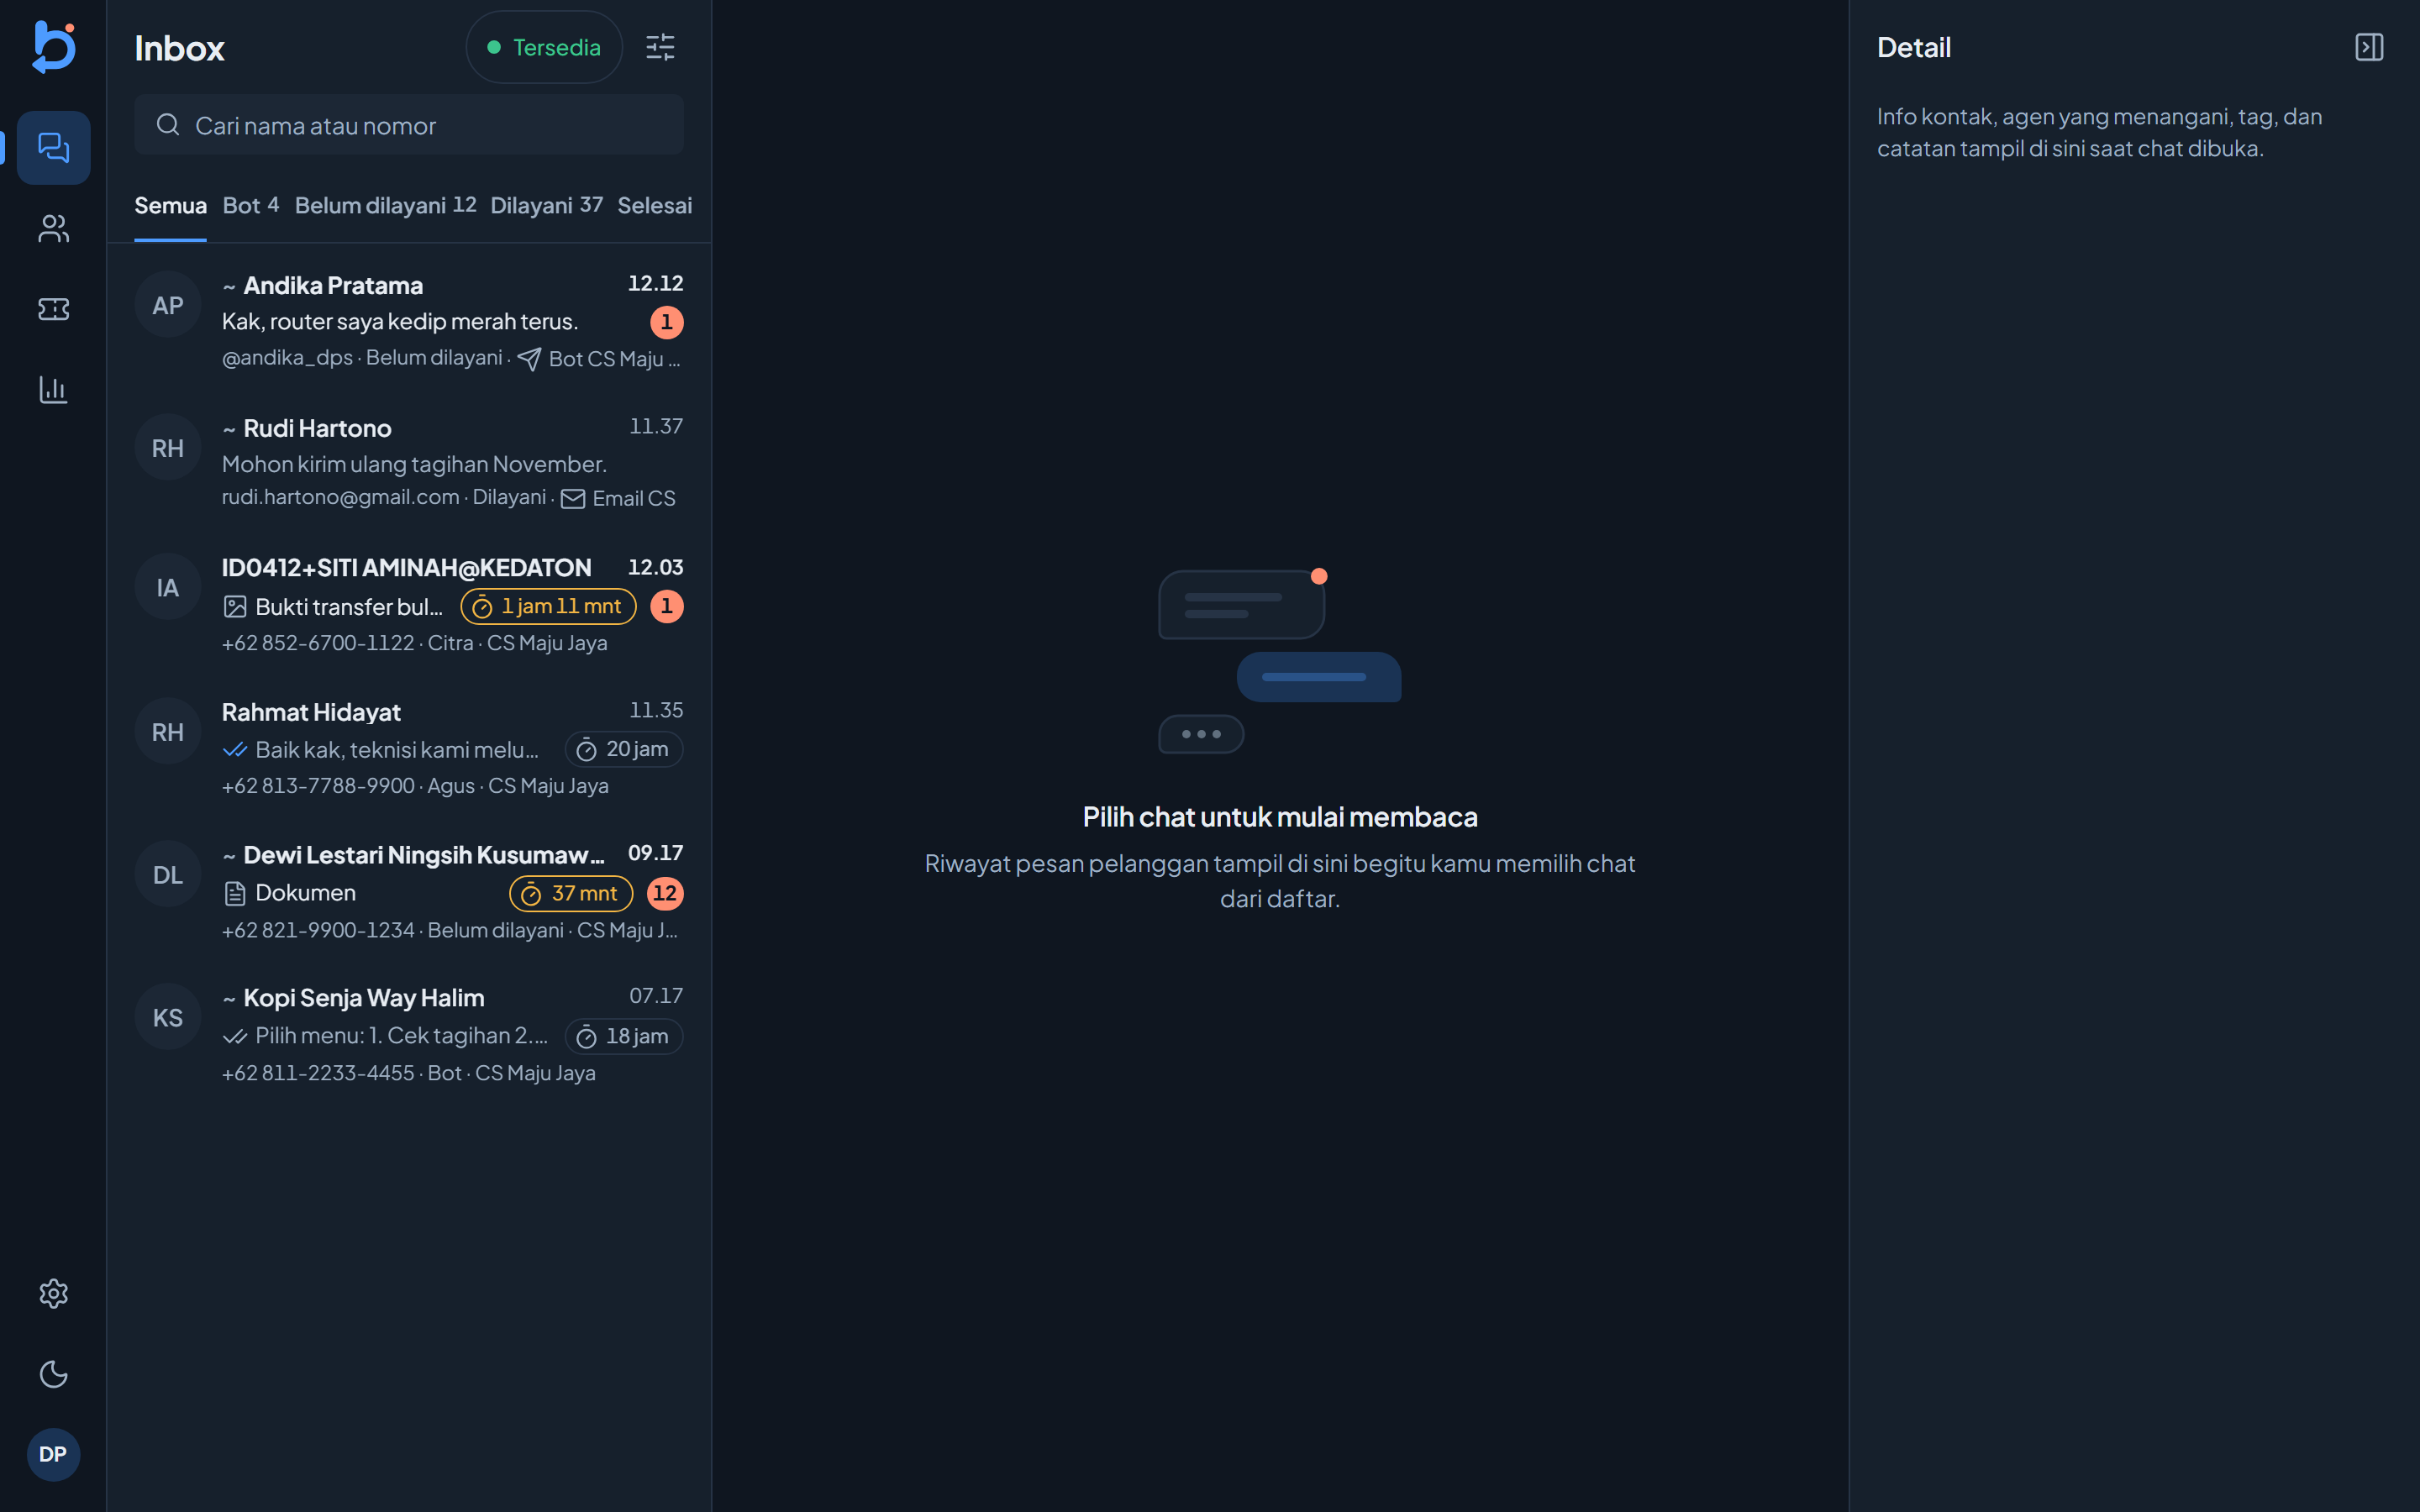 Inbox
Tersedia
Cari nama atau nomor
Semua Bot 4 Belum dilayani 12 Dilayani 37 Selesai
AP
~ Andika Pratama 12.12
Kak, router saya kedip merah terus. 1
@andika_dps · Belum dilayani · Bot CS Maju ...
RH
~ Rudi Hartono 11.37
Mohon kirim ulang tagihan November.
rudi.hartono@gmail.com · Dilayani · Email CS
IA
ID0412+SITI AMINAH@KEDATON 12.03
Bukti transfer bul... 1 jam 11 mnt 1
+62 852-6700-1122 · Citra · CS Maju Jaya
RH
Rahmat Hidayat 11.35
Baik kak, teknisi kami melu... 20 jam
+62 813-7788-9900 · Agus · CS Maju Jaya
DL
~ Dewi Lestari Ningsih Kusumaw... 09.17
Dokumen 37 mnt 12
+62 821-9900-1234 · Belum dilayani · CS Maju J...
KS
~ Kopi Senja Way Halim 07.17
Pilih menu: 1. Cek tagihan 2.... 18 jam
+62 811-2233-4455 · Bot · CS Maju Jaya
DP
Pilih chat untuk mulai membaca
Riwayat pesan pelanggan tampil di sini begitu kamu memilih chat
dari daftar.
Detail
Info kontak, agen yang menangani, tag, dan
catatan tampil di sini saat chat dibuka.